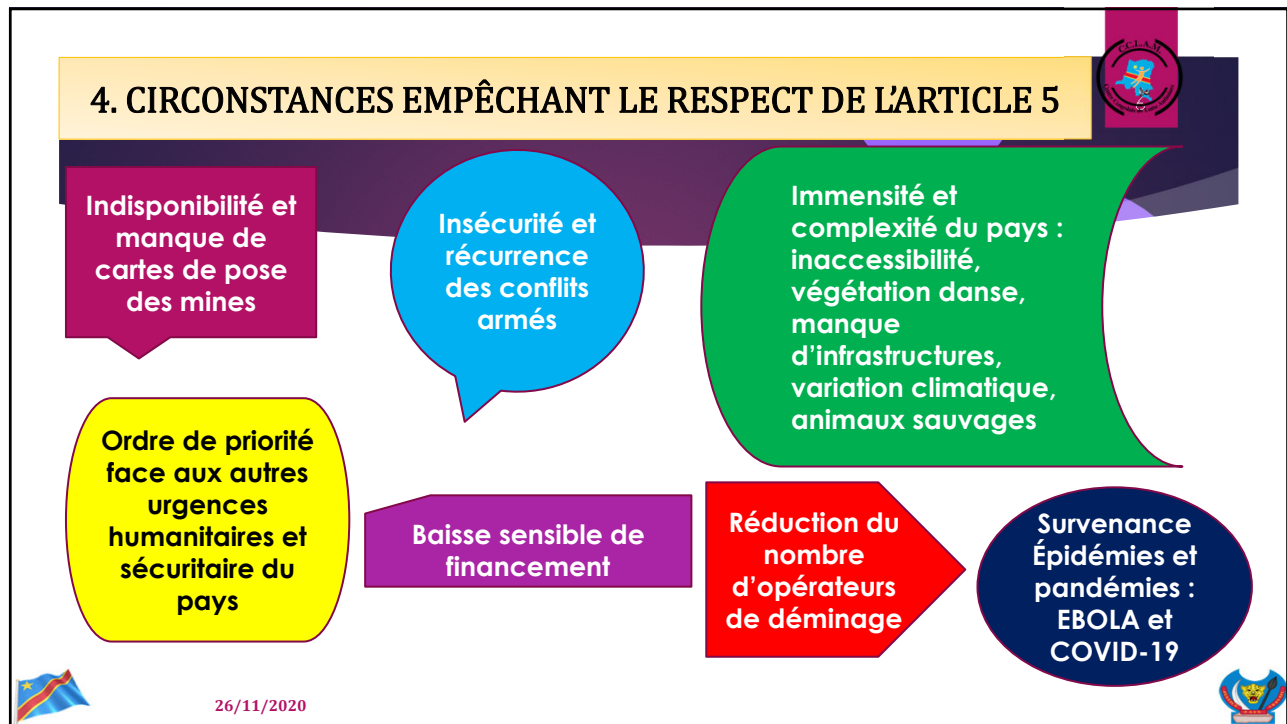 C.C.L.A.M.
4. CIRCONSTANCES EMPÊCHANT LE RESPECT DE L'ARTICLE 5
6
Indisponibilité et
manque de
cartes de pose
des mines
Insécurité et
récurrence
des conflits
armés
Immensité et
complexité du pays :
inaccessibilité,
végétation danse,
manque
d'infrastructures,
variation climatique,
animaux sauvages
Ordre de priorité
face aux autres
urgences
humanitaires et
sécuritaire du
pays
Baisse sensible de
financement
Réduction du
nombre
d'opérateurs
de déminage
Survenance
Épidémies et
pandémies :
EBOLA et
COVID-19
26/11/2020